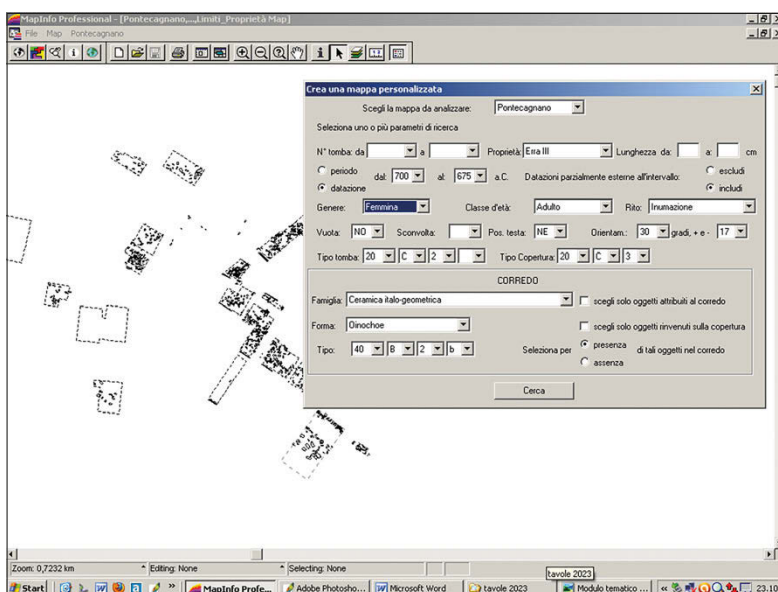 MapInfo Professional - [Pontecagnano,...,Limiti_Proprietà Map]
File Map Pontecagnano
Crea una mappa personalizzata
Scegli la mappa da analizzare: Pontecagnano
Seleziona uno o più parametri di ricerca
N° tomba: da a Proprietà: Erra III Lunghezza da: a: cm
periodo dal: 700 al: 675 a.C. Datazioni parzialmente esterne all'intervallo: escludi
datazione includi
Genere: Femmina Classe d'età: Adulto Rito: Inumazione
Vuota: NO Sconvolta: Pos. testa: NE Orientam.: 30 gradi, + e - 17
Tipo tomba: 20 C 2 Tipo Copertura: 20 C 3
CORREDO
Famiglia: Ceramica italo-geometrica scegli solo oggetti attribuiti al corredo
Forma: Oinochoe scegli solo oggetti rinvenuti sulla copertura
Tipo: 40 B 2 b Seleziona per presenza di tali oggetti nel corredo
assenza
Cerca
Zoom: 0,7232 km Editing: None Selecting: None
tavole 2023
Start MapInfo Profe... Adobe Photosho... Microsoft Word tavole 2023 Modulo tematico ... 23.10